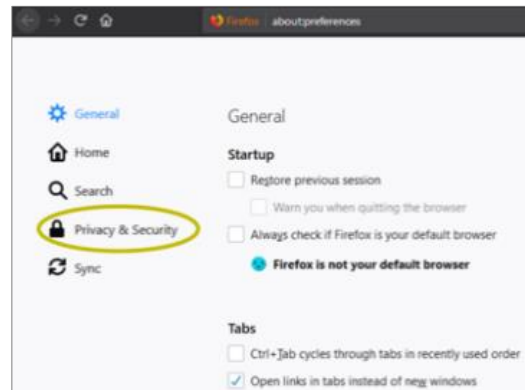 Firefox about:preferences
General
Home
Search
Privacy & Security
Sync
General
Startup
Restore previous session
Warn you when quitting the browser
Always check if Firefox is your default browser
Firefox is not your default browser
Tabs
Ctrl+Tab cycles through tabs in recently used order
Open links in tabs instead of new windows